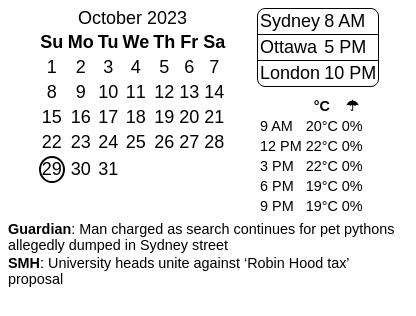 October 2023
Su Mo Tu We Th Fr Sa
1 2 3 4 5 6 7
8 9 10 11 12 13 14
15 16 17 18 19 20 21
22 23 24 25 26 27 28
29 30 31
Sydney 8 AM
Ottawa 5 PM
London 10 PM
°C ☂
9 AM 20°C 0%
12 PM 22°C 0%
3 PM 22°C 0%
6 PM 19°C 0%
9 PM 19°C 0%
Guardian: Man charged as search continues for pet pythons
allegedly dumped in Sydney street
SMH: University heads unite against ‘Robin Hood tax’
proposal